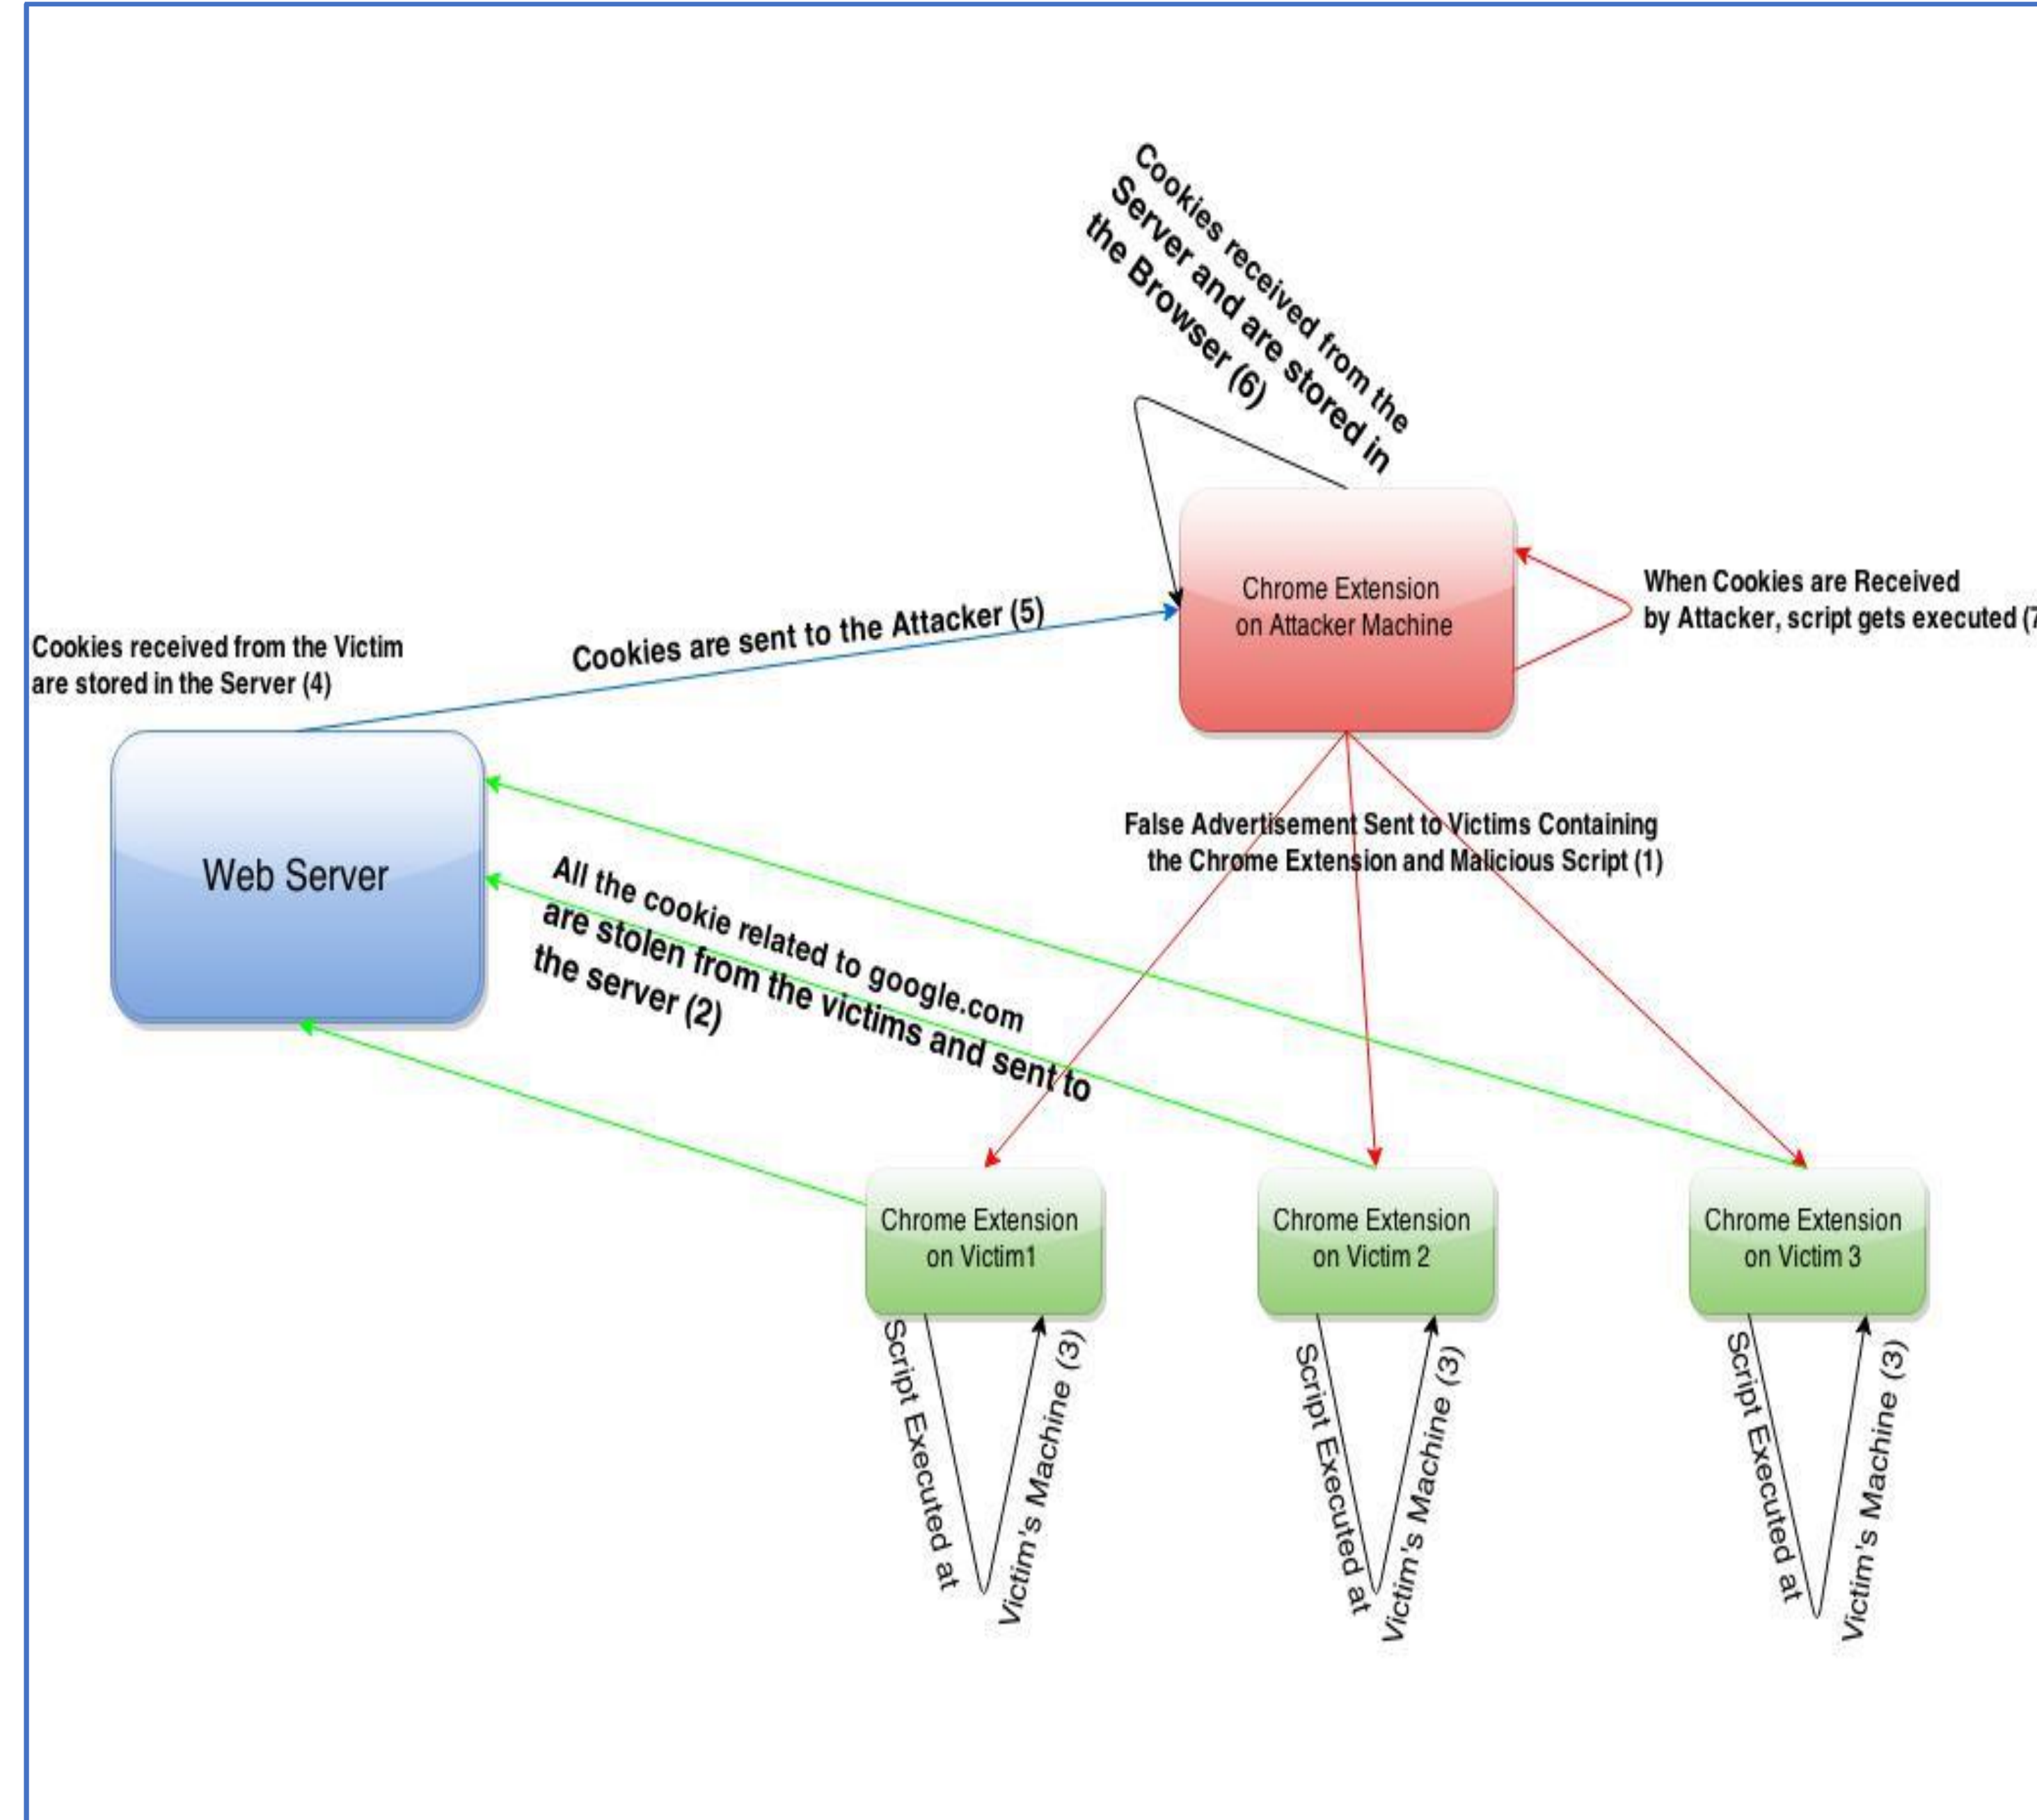 Cookies received from the
Server and are stored in
the Browser (6)
Chrome Extension
on Attacker Machine
When Cookies are Received
by Attacker, script gets executed (7
Cookies are sent to the Attacker (5)
Cookies received from the Victim
are stored in the Server (4)
Web Server
False Advertisement Sent to Victims Containing
the Chrome Extension and Malicious Script (1)
All the cookie related to google.com
are stolen from the victims and sent to
the server (2)
Chrome Extension
on Victim1
Chrome Extension
on Victim 2
Chrome Extension
on Victim 3
Script Executed at
Victim's Machine (3)
Script Executed at
Victim's Machine (3)
Script Executed at
Victim's Machine (3)